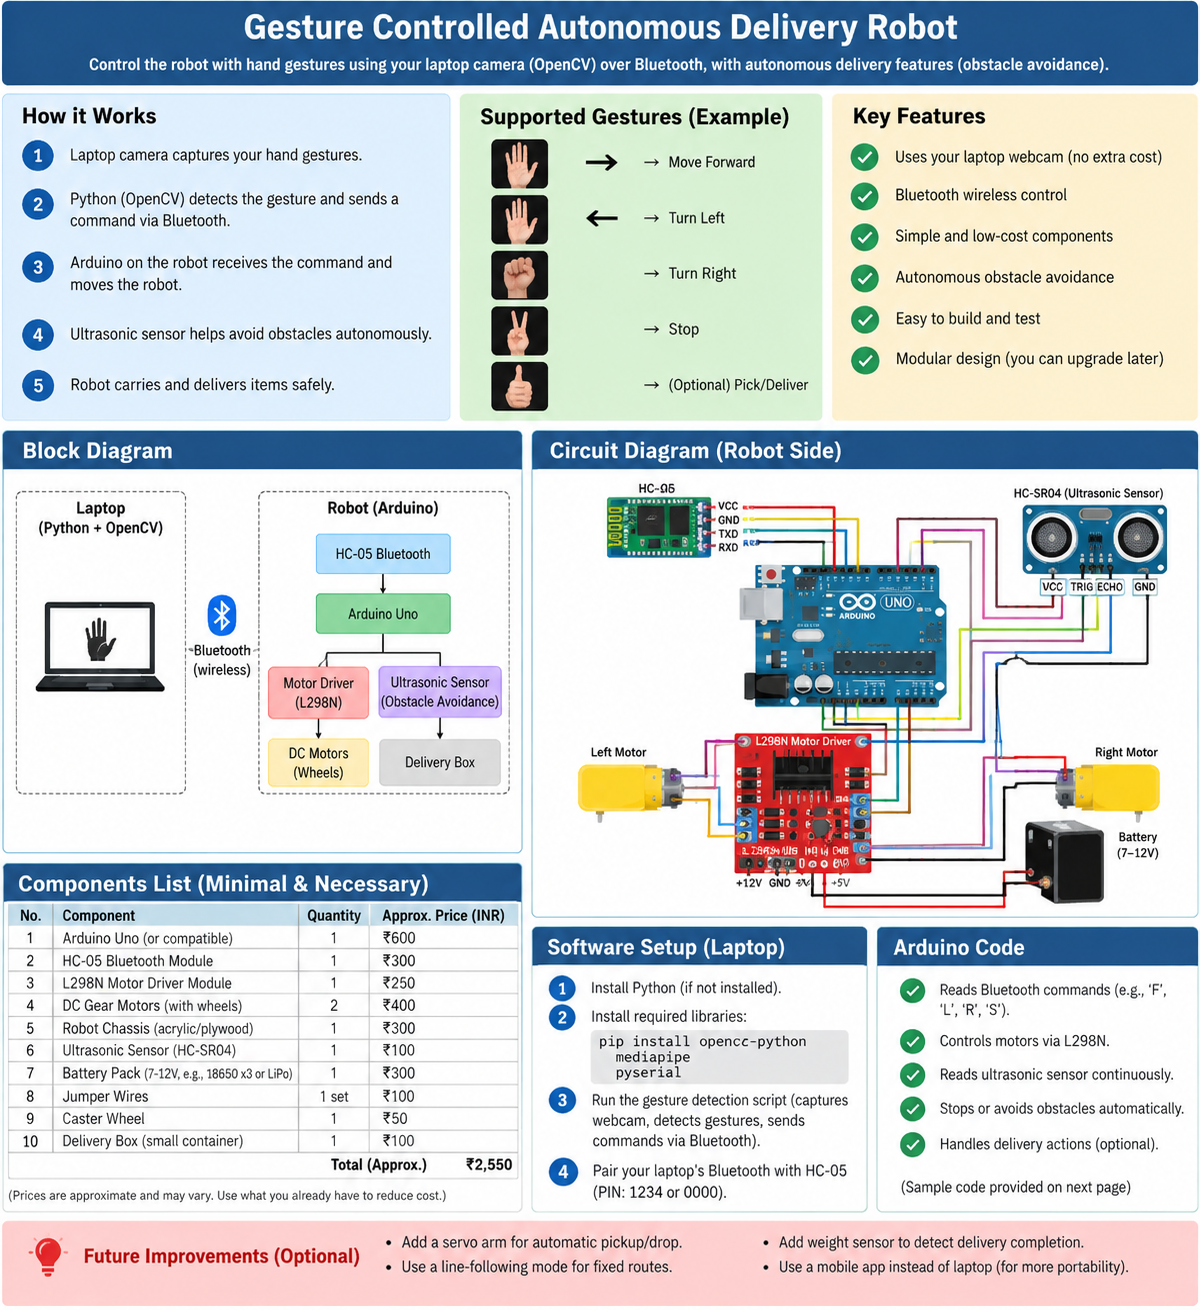 Gesture Controlled Autonomous Delivery Robot
Control the robot with hand gestures using your laptop camera (OpenCV) over Bluetooth, with autonomous delivery features (obstacle avoidance).
How it Works
1 Laptop camera captures your hand gestures.
2 Python (OpenCV) detects the gesture and sends a
command via Bluetooth.
3 Arduino on the robot receives the command and
moves the robot.
4 Ultrasonic sensor helps avoid obstacles autonomously.
5 Robot carries and delivers items safely.
Supported Gestures (Example)
→ → Move Forward
← → Turn Left
→ Turn Right
→ Stop
→ (Optional) Pick/Deliver
Key Features
Uses your laptop webcam (no extra cost)
Bluetooth wireless control
Simple and low-cost components
Autonomous obstacle avoidance
Easy to build and test
Modular design (you can upgrade later)
Block Diagram
Laptop
(Python + OpenCV)
Bluetooth
(wireless)
Robot (Arduino)
HC-05 Bluetooth
Arduino Uno
Motor Driver
(L298N)
Ultrasonic Sensor
(Obstacle Avoidance)
DC Motors
(Wheels)
Delivery Box
Circuit Diagram (Robot Side)
VCC
GND
TXD
RXD
HC-SR04 (Ultrasonic Sensor)
VCC TRIG ECHO GND
UNO
ARDUINO
L298N Motor Driver
Left Motor
Right Motor
Battery
(7–12V)
+12V GND +5V
Components List (Minimal & Necessary)
No. Component Quantity Approx. Price (INR)
1 Arduino Uno (or compatible) 1 ₹600
2 HC-05 Bluetooth Module 1 ₹300
3 L298N Motor Driver Module 1 ₹250
4 DC Gear Motors (with wheels) 2 ₹400
5 Robot Chassis (acrylic/plywood) 1 ₹300
6 Ultrasonic Sensor (HC-SR04) 1 ₹100
7 Battery Pack (7-12V, e.g., 18650 x3 or LiPo) 1 ₹300
8 Jumper Wires 1 set ₹100
9 Caster Wheel 1 ₹50
10 Delivery Box (small container) 1 ₹100
Total (Approx.) ₹2,550
(Prices are approximate and may vary. Use what you already have to reduce cost.)
Software Setup (Laptop)
1 Install Python (if not installed).
2 Install required libraries:
pip install opencc-python
mediapipe
pyserial
3 Run the gesture detection script (captures
webcam, detects gestures, sends
commands via Bluetooth).
4 Pair your laptop's Bluetooth with HC-05
(PIN: 1234 or 0000).
Arduino Code
Reads Bluetooth commands (e.g., 'F',
'L', 'R', 'S').
Controls motors via L298N.
Reads ultrasonic sensor continuously.
Stops or avoids obstacles automatically.
Handles delivery actions (optional).
(Sample code provided on next page)
Future Improvements (Optional)
• Add a servo arm for automatic pickup/drop.
• Use a line-following mode for fixed routes.
• Add weight sensor to detect delivery completion.
• Use a mobile app instead of laptop (for more portability).